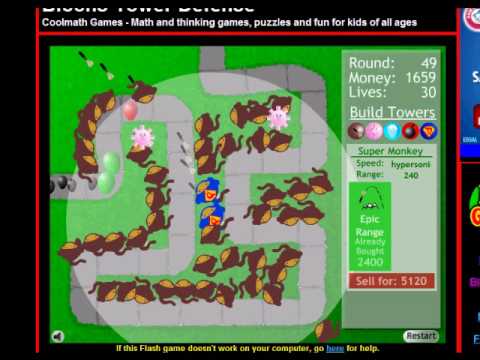 Bloons Tower Defense
Coolmath Games - Math and thinking games, puzzles and fun for kids of all ages
Round: 49
Money: 1659
Lives: 30
Build Towers
Super Monkey
Speed: hypersoni
Range: 240
Epic
Range
Already
Bought
2400
Sell for: 5120
Restart
If this Flash game doesn't work on your computer, go here for help.